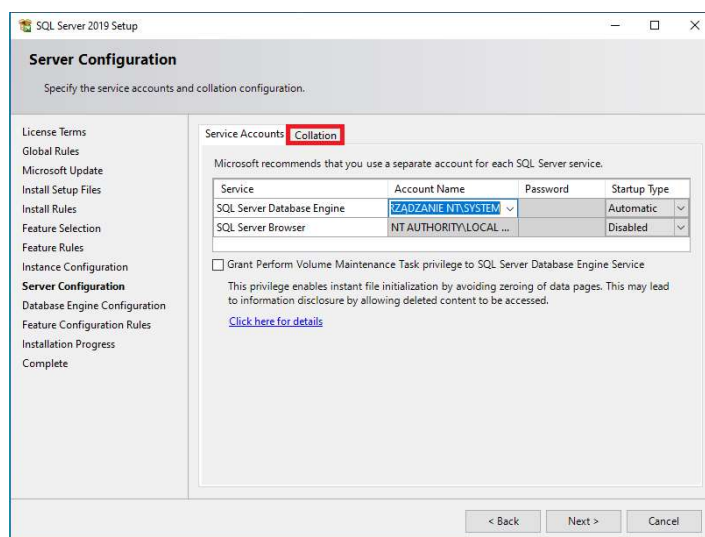 SQL Server 2019 Setup
Server Configuration
Specify the service accounts and collation configuration.
License Terms
Global Rules
Microsoft Update
Install Setup Files
Install Rules
Feature Selection
Feature Rules
Instance Configuration
Server Configuration
Database Engine Configuration
Feature Configuration Rules
Installation Progress
Complete
Service Accounts Collation
Microsoft recommends that you use a separate account for each SQL Server service.
Service Account Name Password Startup Type
SQL Server Database Engine RZĄDZANIE NT\SYSTEM Automatic
SQL Server Browser NT AUTHORITY\LOCAL ... Disabled
Grant Perform Volume Maintenance Task privilege to SQL Server Database Engine Service
This privilege enables instant file initialization by avoiding zeroing of data pages. This may lead
to information disclosure by allowing deleted content to be accessed.
Click here for details
< Back Next > Cancel